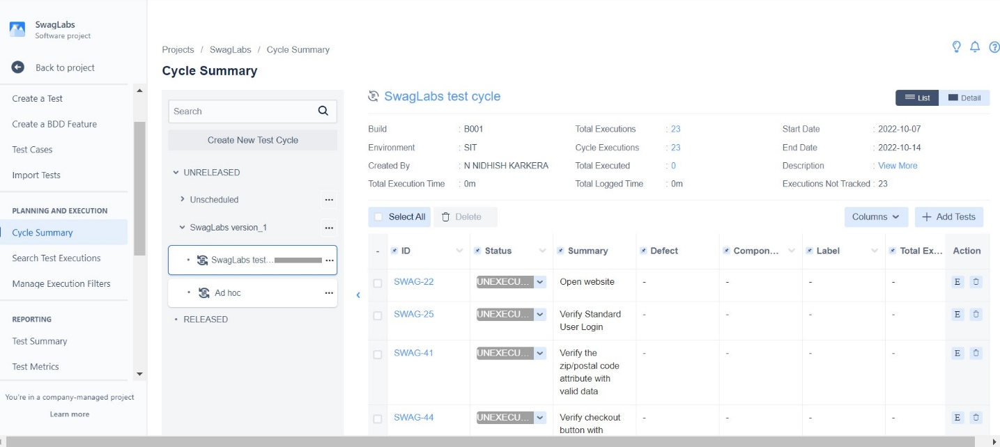 SwagLabs
Software project
Back to project
Create a Test
Create a BDD Feature
Test Cases
Import Tests
PLANNING AND EXECUTION
Cycle Summary
Search Test Executions
Manage Execution Filters
REPORTING
Test Summary
Test Metrics
You're in a company-managed project
Learn more
Projects / SwagLabs / Cycle Summary
Cycle Summary
Search
Create New Test Cycle
UNRELEASED
Unscheduled
SwagLabs version_1
SwagLabs test...
Ad hoc
RELEASED
SwagLabs test cycle
List Detail
Build : B001 Total Executions : 23 Start Date : 2022-10-07
Environment : SIT Cycle Executions : 23 End Date : 2022-10-14
Created By : N NIDHISH KARKERA Total Executed : 0 Description : View More
Total Execution Time : 0m Total Logged Time : 0m Executions Not Tracked : 23
Select All Delete Columns Add Tests
- ID Status Summary Defect Compon... Label Total Ex... Action
SWAG-22 UNEXECU... Open website - - - - E
SWAG-25 UNEXECU... Verify Standard - - - - E
User Login
SWAG-41 UNEXECU... Verify the - - - - E
zip/postal code
attribute with
valid data
SWAG-44 UNEXECU... Verify checkout - - - - E
button with